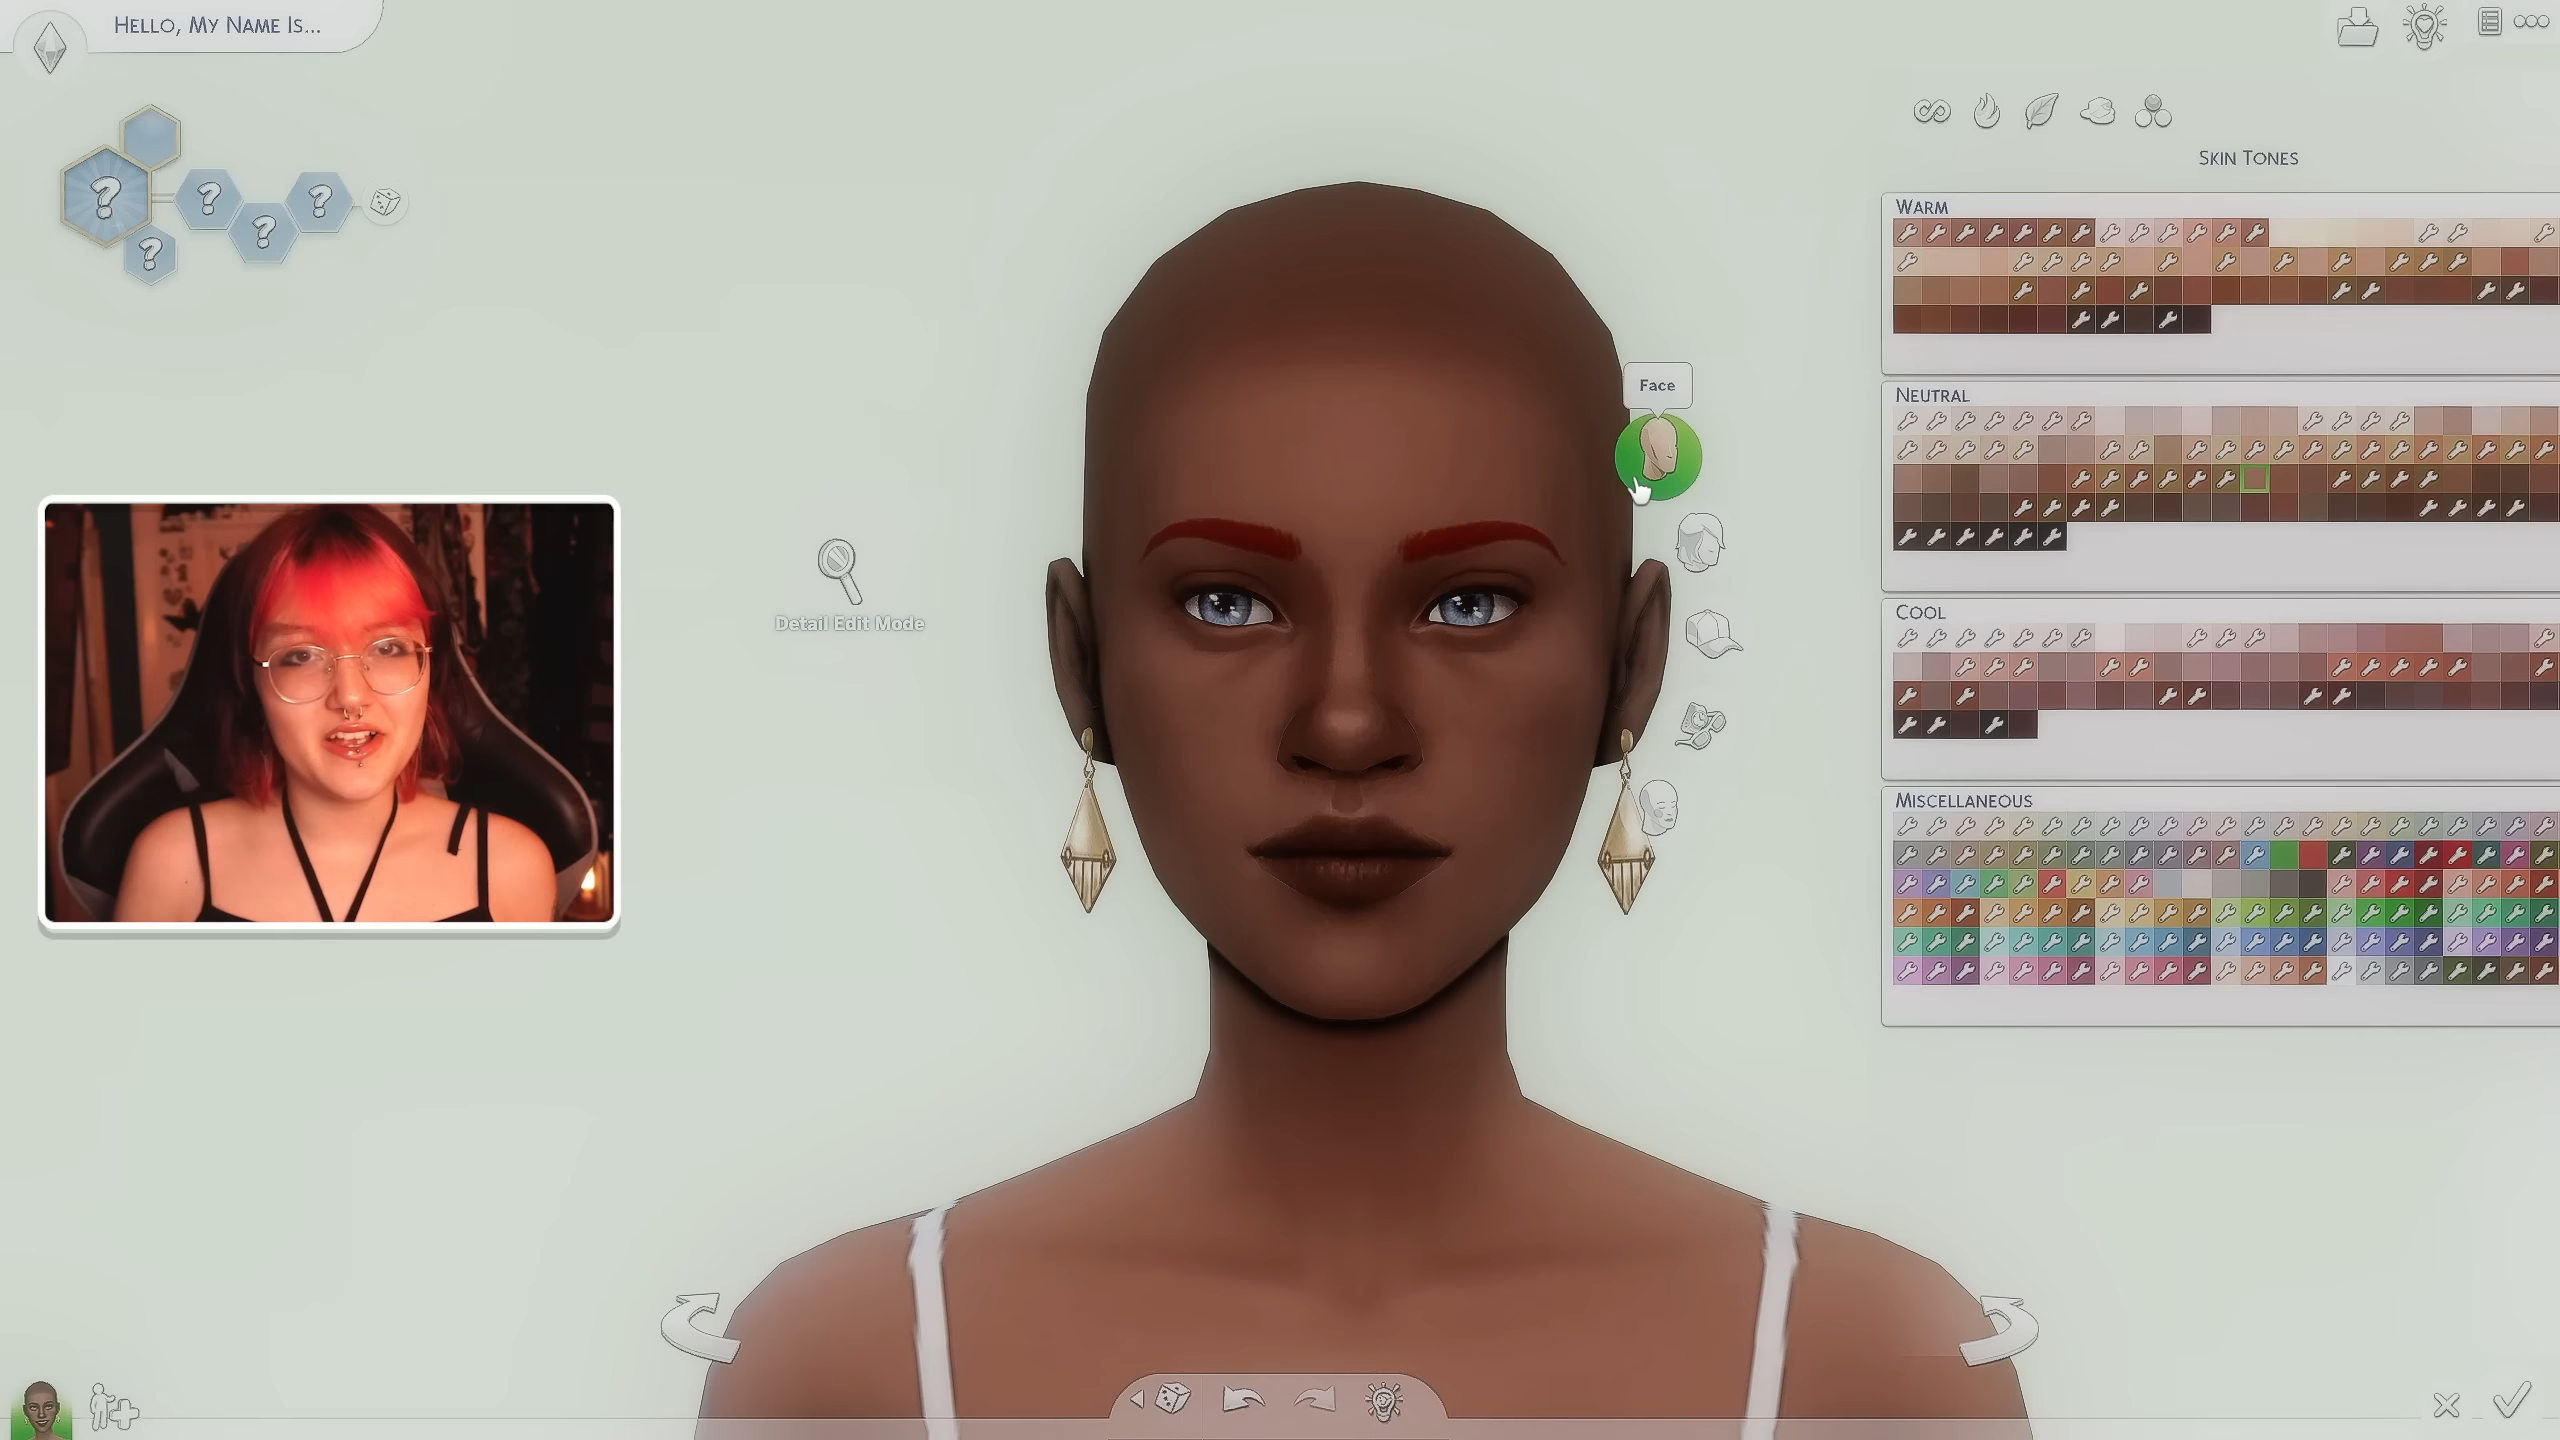 Hello, My Name Is...
Skin Tones
Warm
Face
Neutral
Detail Edit Mode
Cool
Miscellaneous